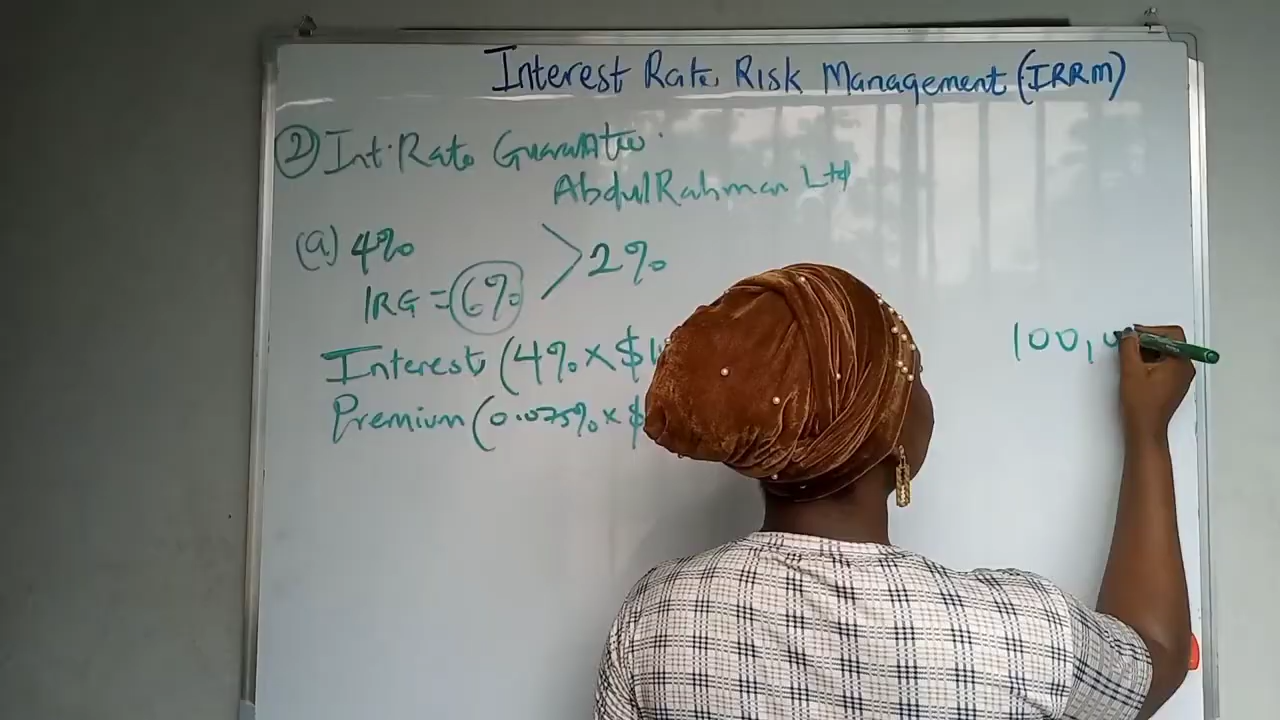 Interest Rate Risk Management (IRRM)
② Int. Rate Guarantee
AbdulRahman Ltd
(a) 4%
> 2%
IRG = 6%
Interest (4% × $1
100,0
Premium (0.075% × $